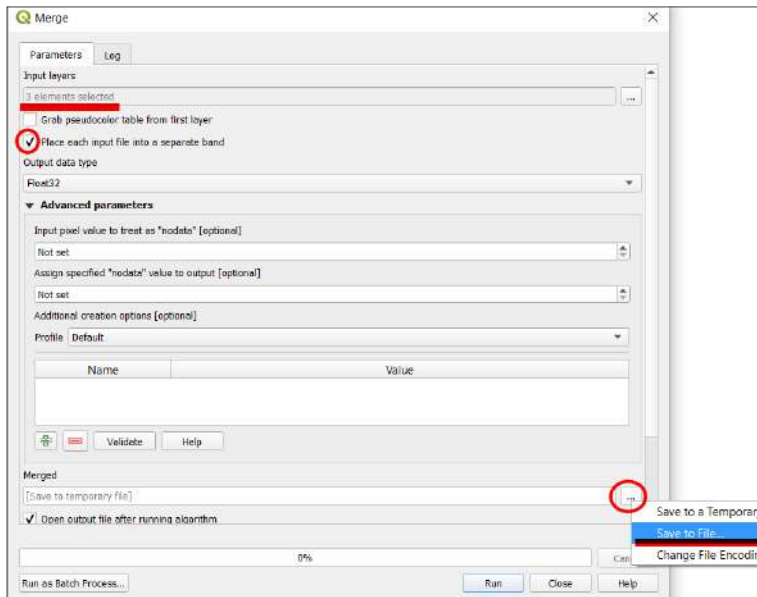 Merge
Parameters Log
Input layers
3 elements selected
...
Grab pseudocolor table from first layer
Place each input file into a separate band
Output data type
Float32
Advanced parameters
Input pixel value to treat as "nodata" [optional]
Not set
Assign specified "nodata" value to output [optional]
Not set
Additional creation options [optional]
Profile Default
Name Value
Validate Help
Merged
[Save to temporary file]
...
Save to a Temporary
Open output file after running algorithm
Save to File...
0% Can
Change File Encodin
Run as Batch Process... Run Close Help